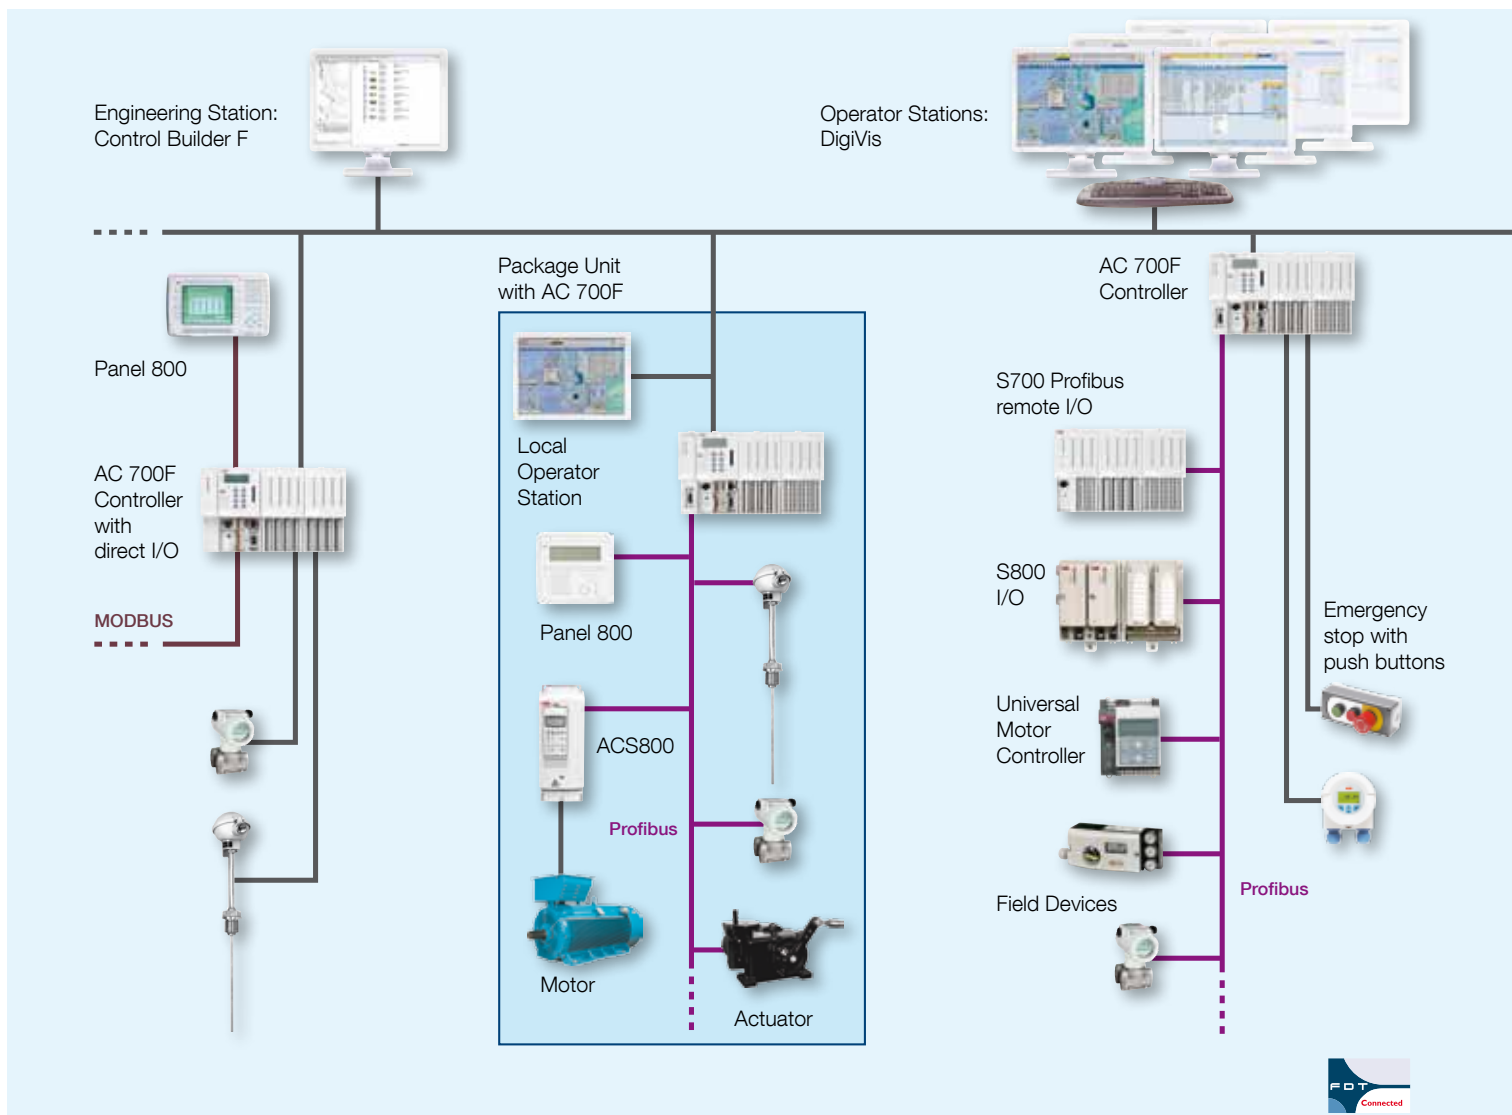 Engineering Station:
Control Builder F
Operator Stations:
DigiVis
Panel 800
Package Unit
with AC 700F
AC 700F
Controller
Local
Operator
Station
S700 Profibus
remote I/O
AC 700F
Controller
with
direct I/O
MODBUS
Panel 800
S800
I/O
Emergency
stop with
push buttons
ACS800
Universal
Motor
Controller
Profibus
Profibus
Field Devices
Motor
Actuator
FDT
Connected